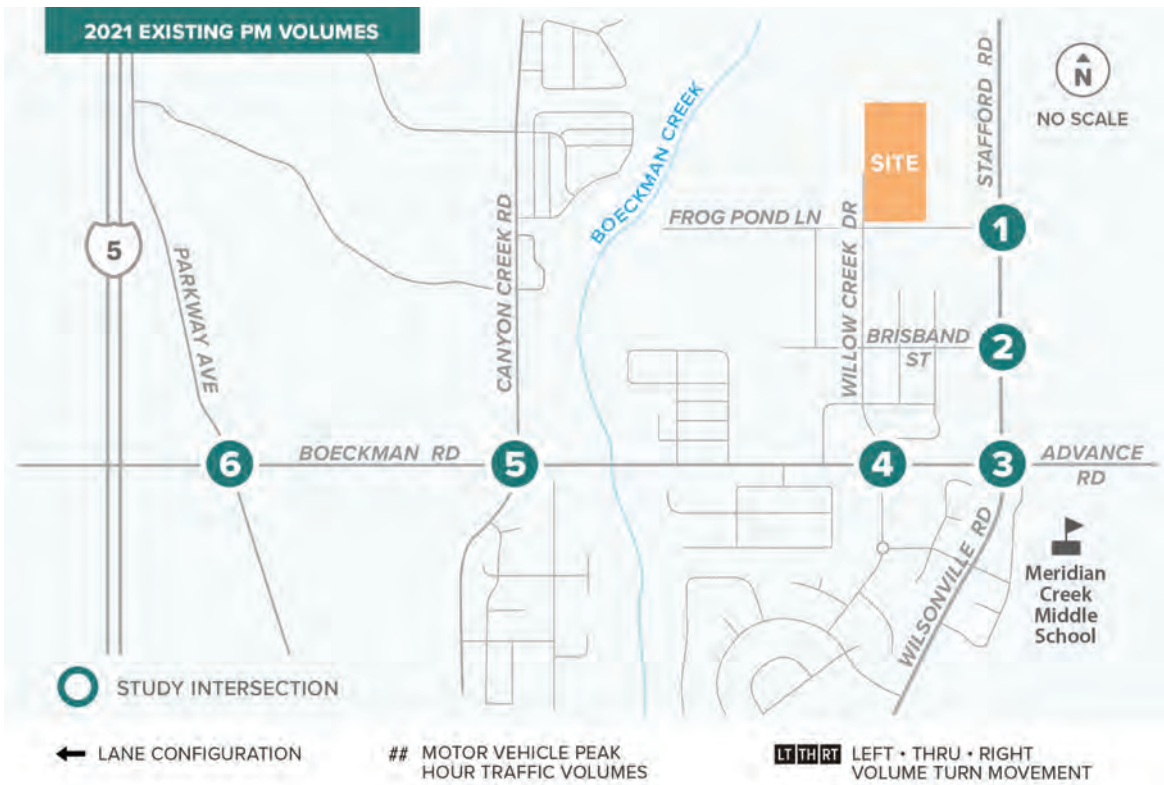 2021 EXISTING PM VOLUMES
BOECKMAN CREEK
STAFFORD RD
N
NO SCALE
SITE
5
PARKWAY AVE
CANYON CREEK RD
FROG POND LN
WILLOW CREEK DR
1
BRISBAND
ST
2
6
BOECKMAN RD
5
4
3
ADVANCE
RD
WILSONVILLE RD
Meridian
Creek
Middle
School
STUDY INTERSECTION
LANE CONFIGURATION
## MOTOR VEHICLE PEAK
HOUR TRAFFIC VOLUMES
LT TH RT LEFT • THRU • RIGHT
VOLUME TURN MOVEMENT